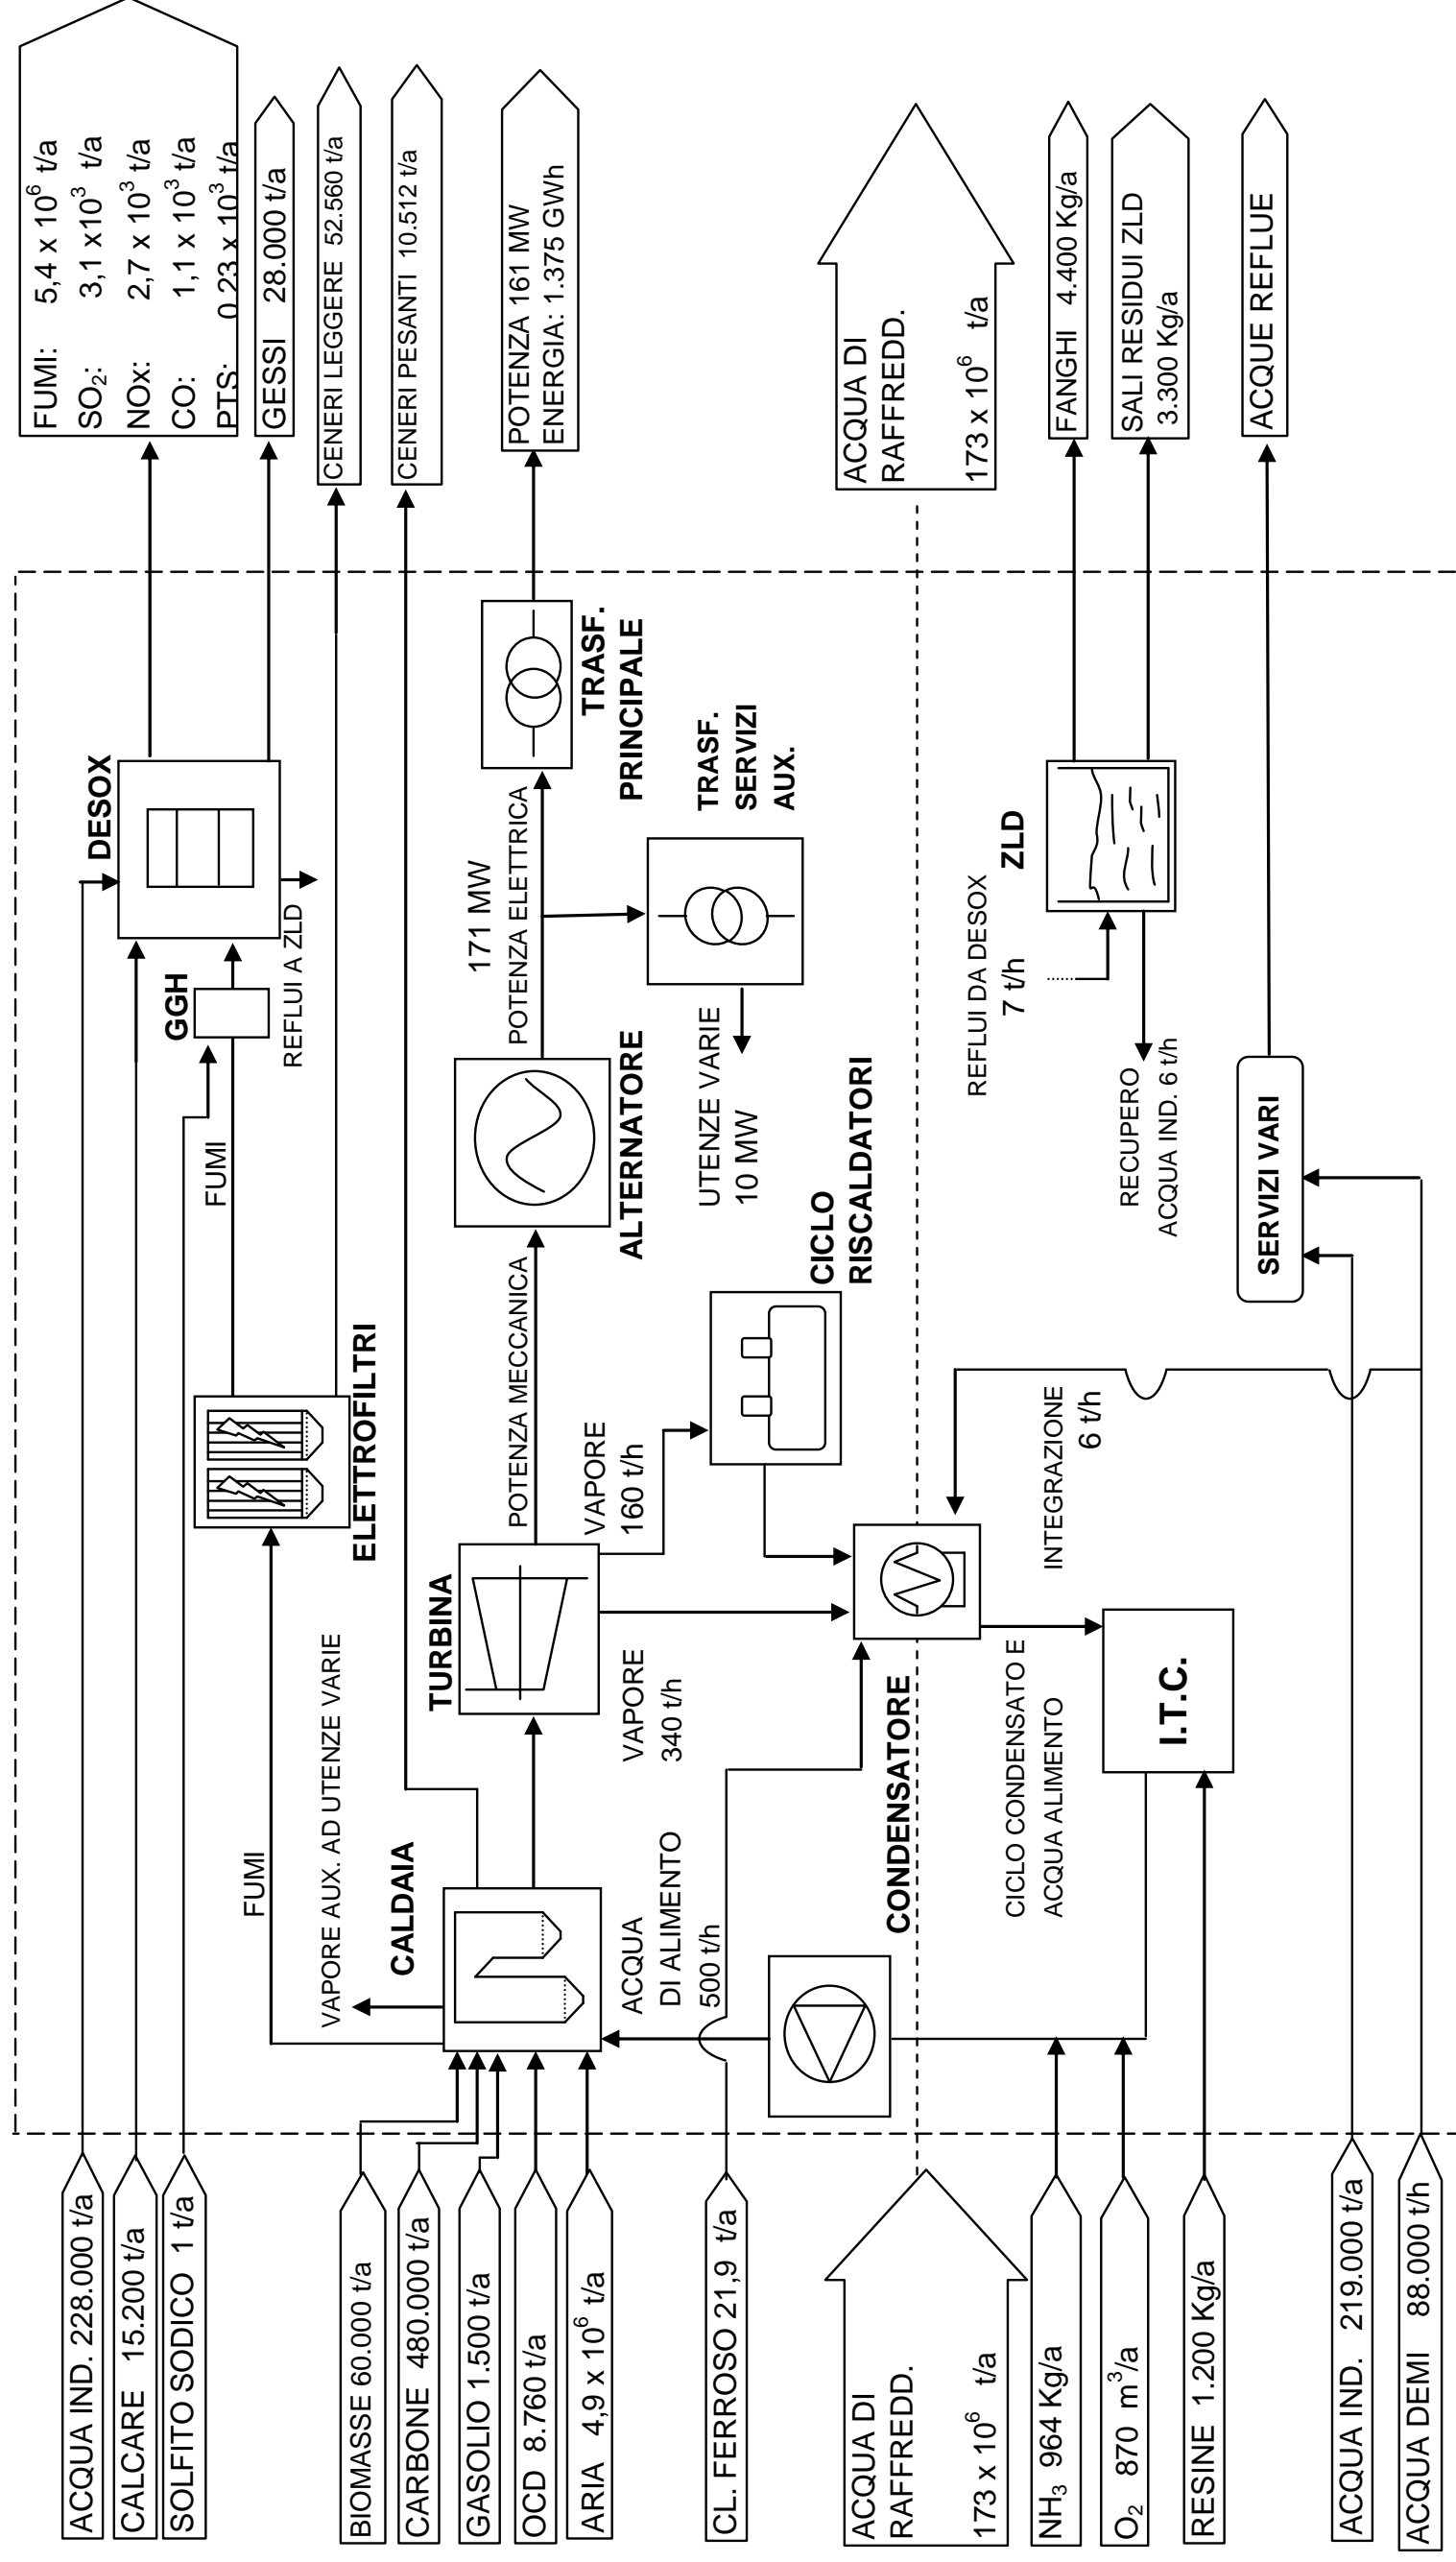 ACQUA IND. 228.000 t/a
CALCARE 15.200 t/a
SOLFITO SODICO 1 t/a
BIOMASSE 60.000 t/a
CARBONE 480.000 t/a
GASOLIO 1.500 t/a
OCD 8.760 t/a
ARIA 4,9 x 10⁶ t/a
CL. FERROSO 21,9 t/a
ACQUA DI
RAFFREDD.
173 x 10⁶ t/a
NH₃ 964 Kg/a
O₂ 870 m³/a
RESINE 1.200 Kg/a
ACQUA IND. 219.000 t/a
ACQUA DEMI 88.000 t/h
FUMI
VAPORE AUX. AD UTENZE VARIE
CALDAIA
ACQUA
DI ALIMENTO
500 t/h
ELETTROFILTRI
TURBINA
VAPORE
340 t/h
CONDENSATORE
CICLO CONDENSATO E
ACQUA ALIMENTO
I.T.C.
POTENZA MECCANICA
VAPORE
160 t/h
CICLO
RISCALDATORI
INTEGRAZIONE
6 t/h
FUMI
GGH
REFLUI A ZLD
DESOX
ALTERNATORE
171 MW
POTENZA ELETTRICA
UTENZE VARIE
10 MW
TRASF.
SERVIZI
AUX.
TRASF.
PRINCIPALE
REFLUI DA DESOX
7 t/h
ZLD
RECUPERO
ACQUA IND. 6 t/h
SERVIZI VARI
FUMI: 5,4 x 10⁶ t/a
SO₂: 3,1 x10³ t/a
NOx: 2,7 x 10³ t/a
CO: 1,1 x 10³ t/a
PTS: 0,23 x 10³ t/a
GESSI 28.000 t/a
CENERI LEGGERE 52.560 t/a
CENERI PESANTI 10.512 t/a
POTENZA 161 MW
ENERGIA: 1.375 GWh
ACQUA DI
RAFFREDD.
173 x 10⁶ t/a
FANGHI 4.400 Kg/a
SALI RESIDUI ZLD
3.300 Kg/a
ACQUE REFLUE